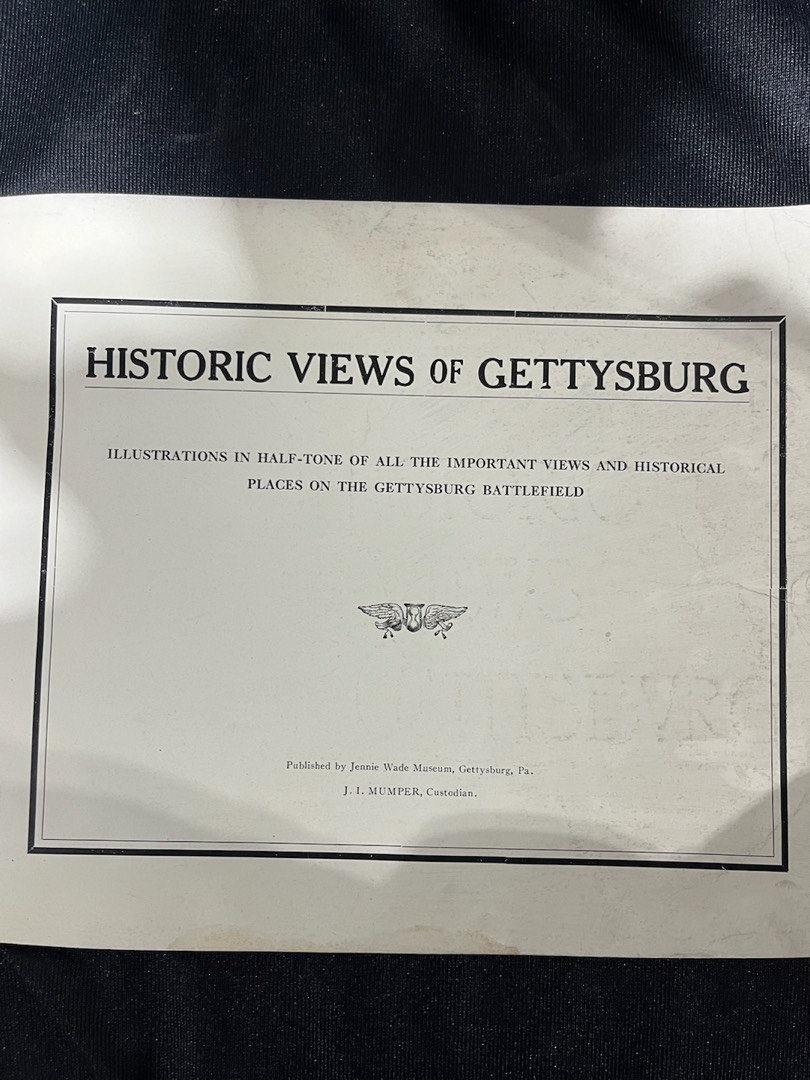 HISTORIC VIEWS OF GETTYSBURG
ILLUSTRATIONS IN HALF-TONE OF ALL THE IMPORTANT VIEWS AND HISTORICAL
PLACES ON THE GETTYSBURG BATTLEFIELD
Published by Jennie Wade Museum, Gettysburg, Pa.
J. I. MUMPER, Custodian.